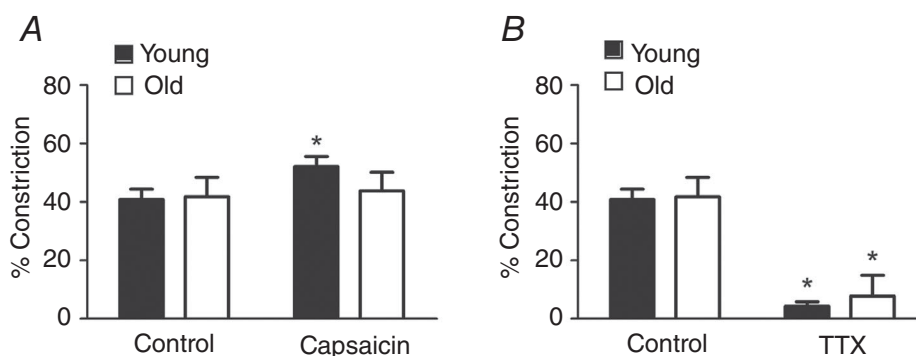 A
Young
Old
80
60
40
20
0
% Constriction
*
Control
Capsaicin
B
Young
Old
80
60
40
20
0
% Constriction
*
*
Control
TTX